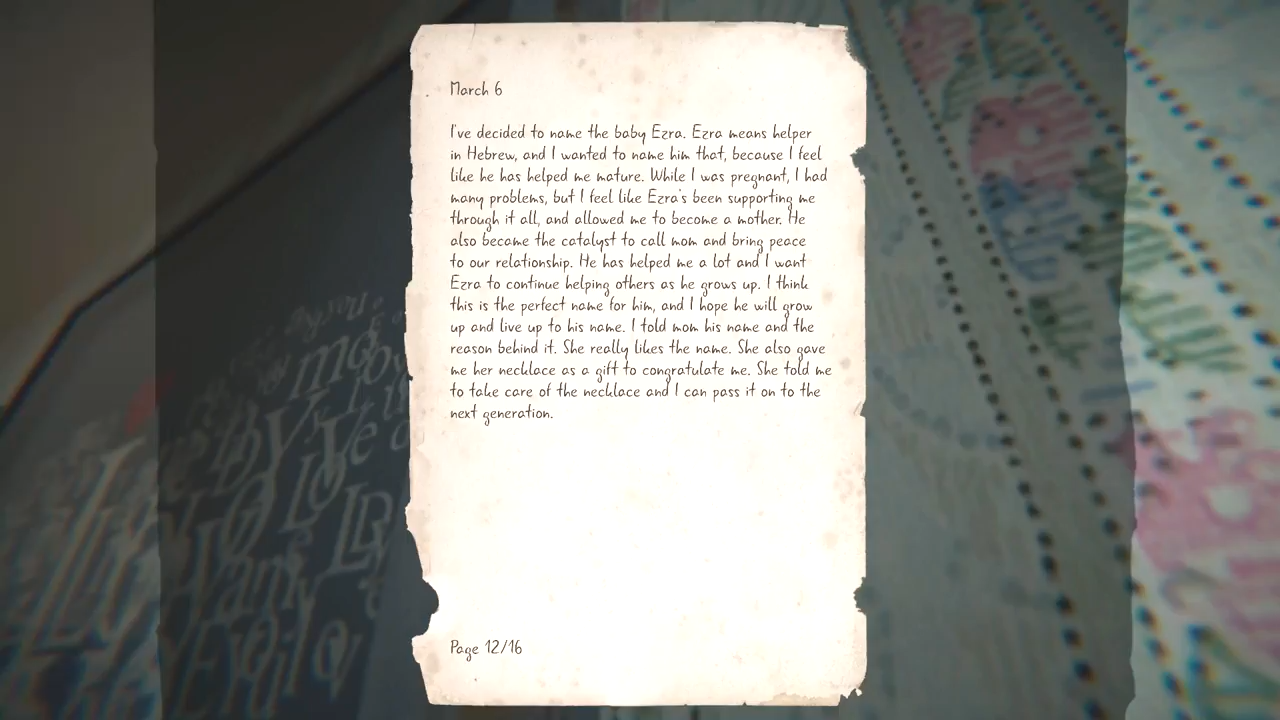 March 6
I've decided to name the baby Ezra. Ezra means helper
in Hebrew, and I wanted to name him that, because I feel
like he has helped me mature. While I was pregnant, I had
many problems, but I feel like Ezra's been supporting me
through it all, and allowed me to become a mother. He
also became the catalyst to call mom and bring peace
to our relationship. He has helped me a lot and I want
Ezra to continue helping others as he grows up. I think
this is the perfect name for him, and I hope he will grow
up and live up to his name. I told mom his name and the
reason behind it. She really likes the name. She also gave
me her necklace as a gift to congratulate me. She told me
to take care of the necklace and I can pass it on to the
next generation.
Page 12/16